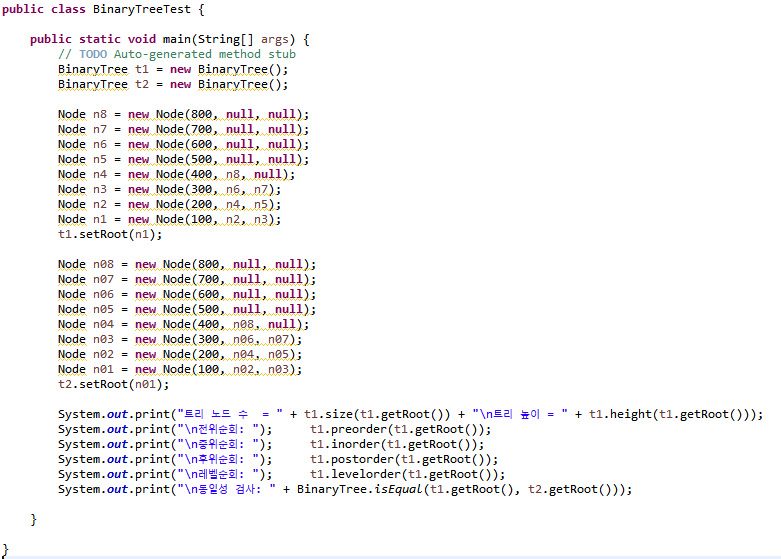 public class BinaryTreeTest {
public static void main(String[] args) {
// TODO Auto-generated method stub
BinaryTree t1 = new BinaryTree();
BinaryTree t2 = new BinaryTree();
Node n8 = new Node(800, null, null);
Node n7 = new Node(700, null, null);
Node n6 = new Node(600, null, null);
Node n5 = new Node(500, null, null);
Node n4 = new Node(400, n8, null);
Node n3 = new Node(300, n6, n7);
Node n2 = new Node(200, n4, n5);
Node n1 = new Node(100, n2, n3);
t1.setRoot(n1);
Node n08 = new Node(800, null, null);
Node n07 = new Node(700, null, null);
Node n06 = new Node(600, null, null);
Node n05 = new Node(500, null, null);
Node n04 = new Node(400, n08, null);
Node n03 = new Node(300, n06, n07);
Node n02 = new Node(200, n04, n05);
Node n01 = new Node(100, n02, n03);
t2.setRoot(n01);
System.out.print("트리 노드 수  = " + t1.size(t1.getRoot()) + "\n트리 높이 = " + t1.height(t1.getRoot()));
System.out.print("\n전위순회: ");     t1.preorder(t1.getRoot());
System.out.print("\n중위순회: ");     t1.inorder(t1.getRoot());
System.out.print("\n후위순회: ");     t1.postorder(t1.getRoot());
System.out.print("\n레벨순회: ");     t1.levelorder(t1.getRoot());
System.out.print("\n동일성 검사: " + BinaryTree.isEqual(t1.getRoot(), t2.getRoot()));
}
}